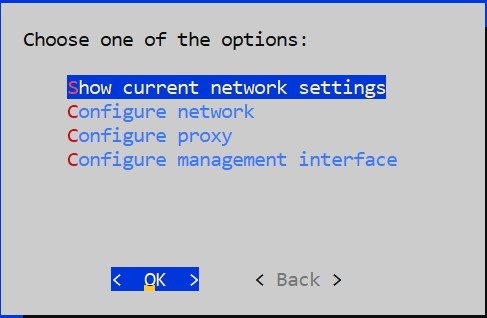 Choose one of the options:
Show current network settings
Configure network
Configure proxy
Configure management interface
< OK > < Back >